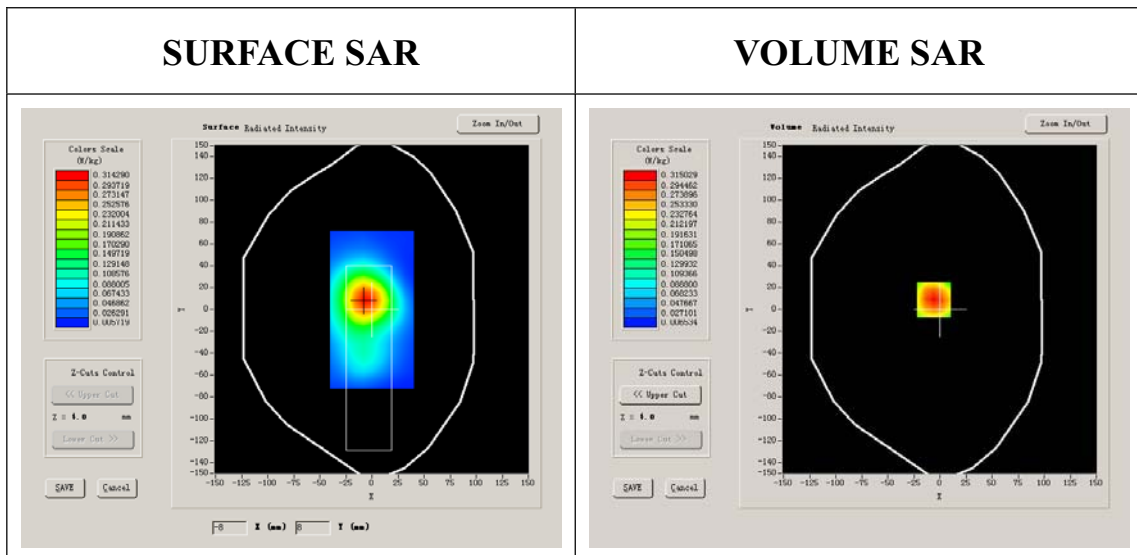 SURFACE SAR
VOLUME SAR
Surface Radiated Intensity
Zoom In/Out
Colors Scale
(W/kg)
0.314290
0.293719
0.273147
0.252576
0.232004
0.211433
0.190862
0.170290
0.149719
0.129148
0.108576
0.088005
0.067433
0.046862
0.026291
0.005719
150
140
120
100
80
60
40
20
0
-20
-40
-60
-80
-100
-120
-140
-150
Y
-150 -125 -100 -75 -50 -25 0 25 50 75 100 125 150
X
Z-Cuts Control
<< Upper Cut
Z = 4.0 mm
Lower Cut >>
SAVE
Cancel
-8 X (mm) 8 Y (mm)
Volume Radiated Intensity
Zoom In/Out
Colors Scale
(W/kg)
0.315029
0.294462
0.273896
0.253330
0.232764
0.212197
0.191631
0.171065
0.150498
0.129932
0.109366
0.088800
0.068233
0.047667
0.027101
0.006534
150
140
120
100
80
60
40
20
0
-20
-40
-60
-80
-100
-120
-140
-150
Y
-150 -125 -100 -75 -50 -25 0 25 50 75 100 125 150
X
Z-Cuts Control
<< Upper Cut
Z = 4.0 mm
Lower Cut >>
SAVE
Cancel